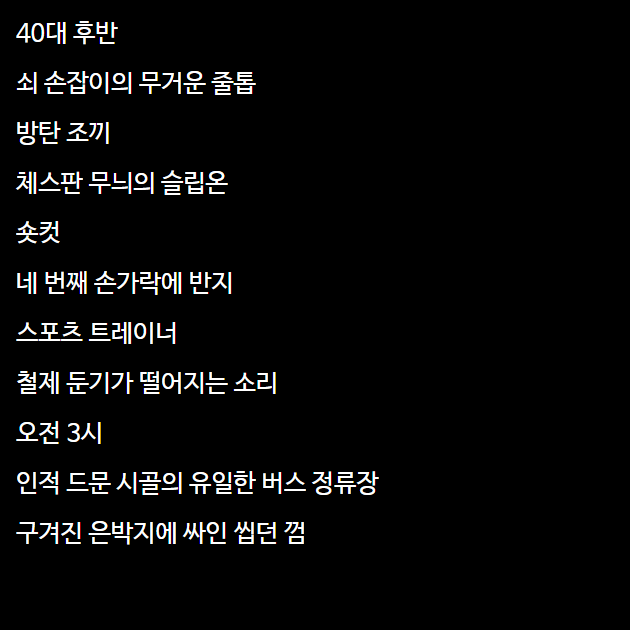 40대 후반
쇠 손잡이의 무거운 줄톱
방탄 조끼
체스판 무늬의 슬립온
숏컷
네 번째 손가락에 반지
스포츠 트레이너
철제 둔기가 떨어지는 소리
오전 3시
인적 드문 시골의 유일한 버스 정류장
구겨진 은박지에 싸인 씹던 껌